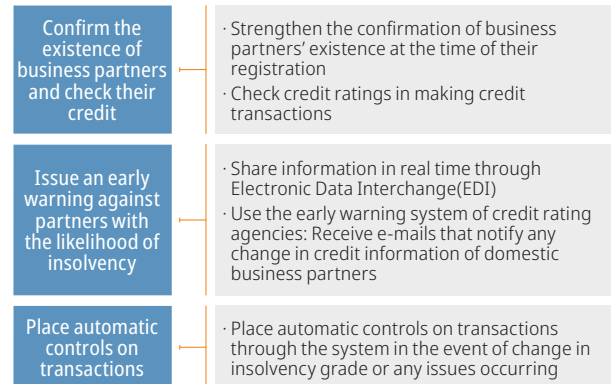 Confirm the
existence of
business partners
and check their
credit
· Strengthen the confirmation of business
partners’ existence at the time of their
registration
· Check credit ratings in making credit
transactions
Issue an early
warning against
partners with
the likelihood of
insolvency
· Share information in real time through
Electronic Data Interchange(EDI)
· Use the early warning system of credit rating
agencies: Receive e-mails that notify any
change in credit information of domestic
business partners
Place automatic
controls on
transactions
· Place automatic controls on transactions
through the system in the event of change in
insolvency grade or any issues occurring